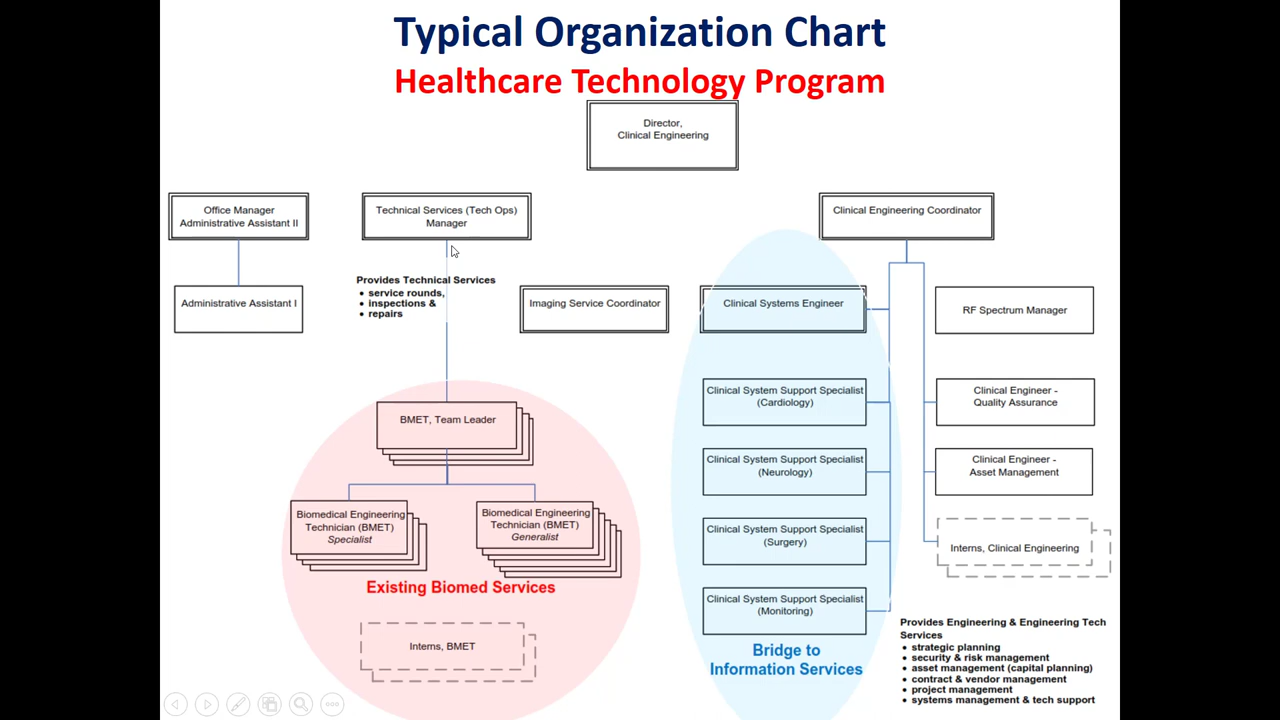 Typical Organization Chart
Healthcare Technology Program
Director,
Clinical Engineering
Office Manager
Administrative Assistant II
Technical Services (Tech Ops)
Manager
Clinical Engineering Coordinator
Provides Technical Services
• service rounds,
• inspections &
• repairs
Administrative Assistant I
Imaging Service Coordinator
Clinical Systems Engineer
RF Spectrum Manager
BMET, Team Leader
Clinical System Support Specialist
(Cardiology)
Clinical Engineer -
Quality Assurance
Clinical System Support Specialist
(Neurology)
Clinical Engineer -
Asset Management
Biomedical Engineering
Technician (BMET)
Specialist
Biomedical Engineering
Technician (BMET)
Generalist
Clinical System Support Specialist
(Surgery)
Interns, Clinical Engineering
Existing Biomed Services
Clinical System Support Specialist
(Monitoring)
Interns, BMET
Bridge to
Information Services
Provides Engineering & Engineering Tech
Services
• strategic planning
• security & risk management
• asset management (capital planning)
• contract & vendor management
• project management
• systems management & tech support